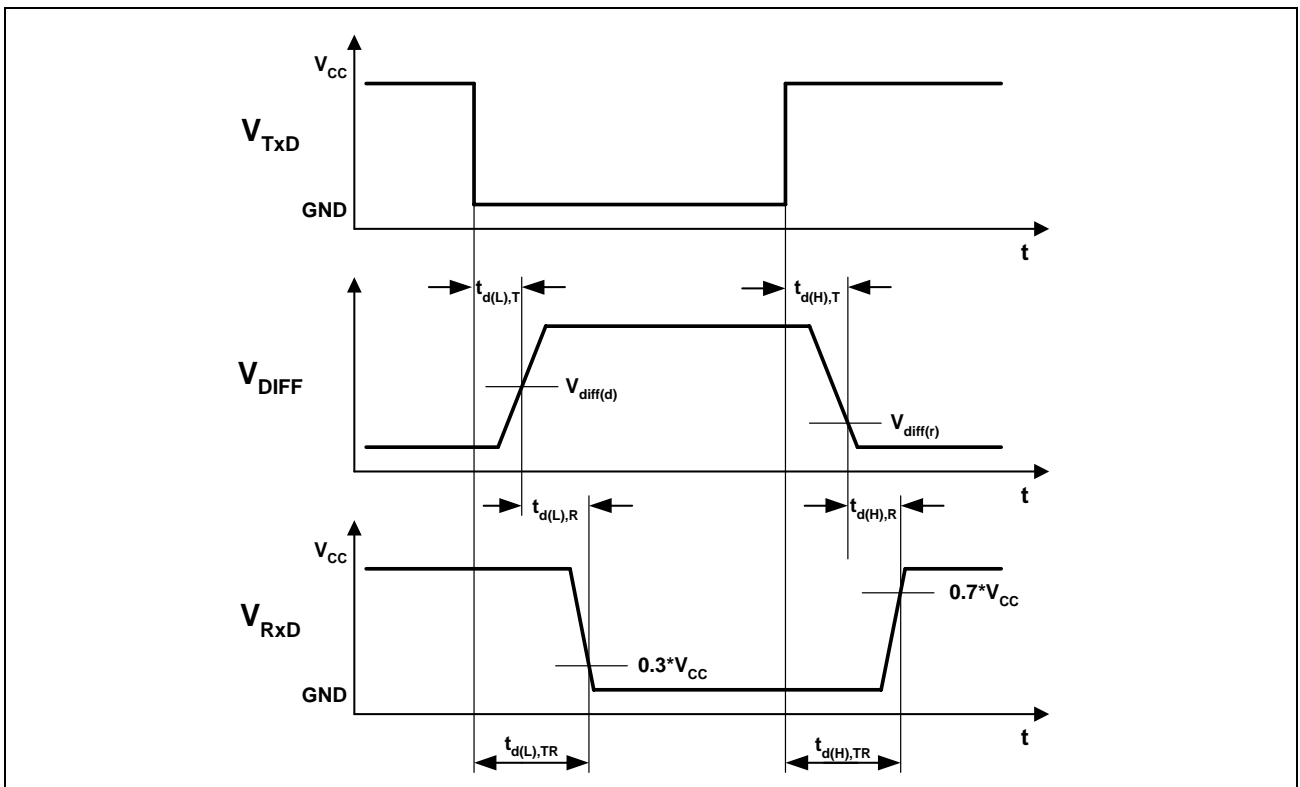 V_CC
V_TxD
GND
t
t_d(L),T
t_d(H),T
V_DIFF
V_diff(d)
V_diff(r)
t
t_d(L),R
t_d(H),R
V_CC
0.7*V_CC
V_RxD
0.3*V_CC
GND
t
t_d(L),TR
t_d(H),TR